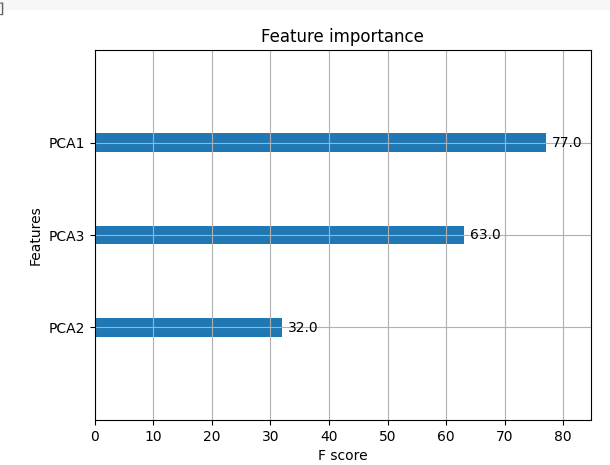 ]
Feature importance
PCA1
77.0
PCA3
63.0
PCA2
32.0
Features
0 10 20 30 40 50 60 70 80
F score